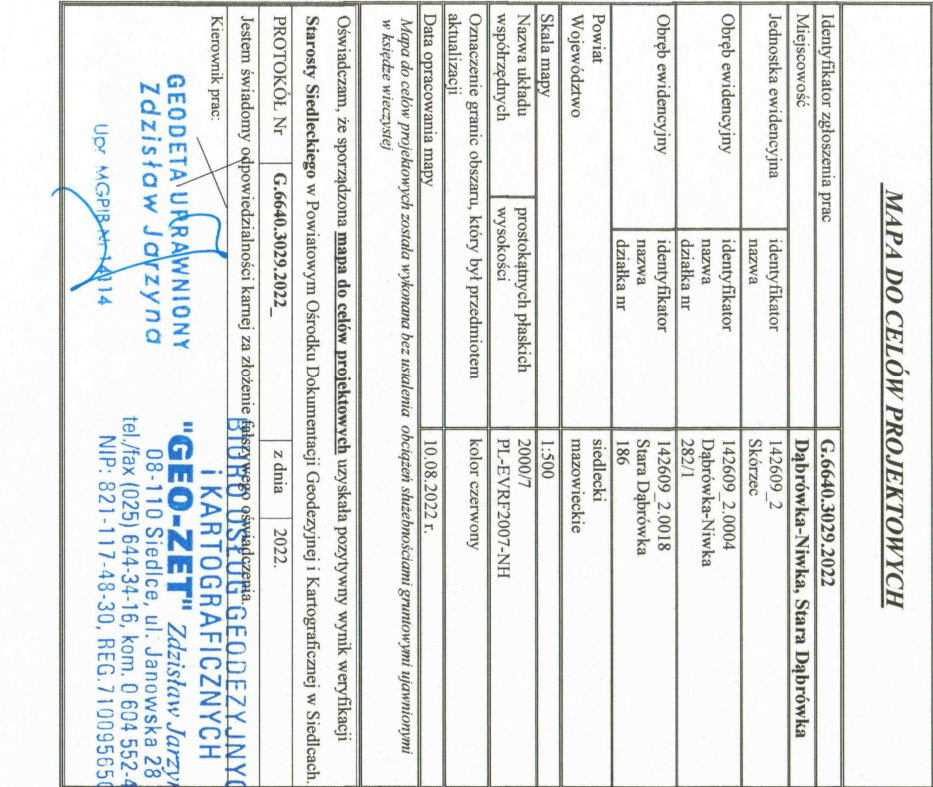 MAPA DO CELÓW PROJEKTOWYCH
Identyfikator zgłoszenia prac G.6640.3029.2022
Miejscowość Dąbrówka-Niwka, Stara Dąbrówka
Jednostka ewidencyjna identyfikator 142609_2
nazwa Skórzec
Obręb ewidencyjny identyfikator 142609_2.0004
nazwa Dąbrówka-Niwka
działka nr 282/1
Obręb ewidencyjny identyfikator 142609_2.0018
nazwa Stara Dąbrówka
działka nr 186
Powiat siedlecki
Województwo mazowieckie
Skala mapy 1:500
Nazwa układu współrzędnych prostokątnych płaskich 2000/7
wysokości PL-EVRF2007-NH
Oznaczenie granic obszaru, który był przedmiotem aktualizacji kolor czerwony
Data opracowania mapy 10.08.2022 r.
Mapa do celów projektowych została wykonana bez ustalenia obciążeń służebnościami gruntowymi ujawnionymi
w księdze wieczystej
Oświadczam, że sporządzona mapa do celów projektowych uzyskała pozytywny wynik weryfikacji
Starosty Siedleckiego w Powiatowym Ośrodku Dokumentacji Geodezyjnej i Kartograficznej w Siedlcach.
PROTOKÓŁ Nr G.6640.3029.2022_ z dnia 2022.
Jestem świadomy odpowiedzialności karnej za złożenie fałszywego oświadczenia.
Kierownik prac:
GEODETA UPRAWNIONY
Zdzisław Jarzyna
Upr MGPIB Nr 14114
BIURO USŁUG GEODEZYJNYC
i KARTOGRAFICZNYCH
"GEO-ZET" Zdzisław Jarzy
08-110 Siedlce, ul. Janowska 28
tel./fax (025) 644-34-16, kom. 0 604 552-4
NIP: 821-117-48-30, REG.710095650